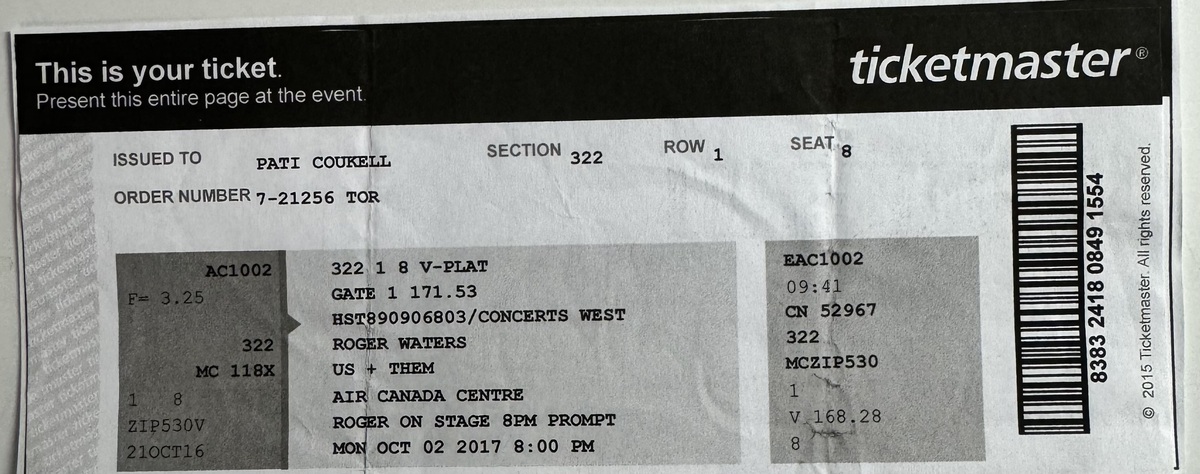 This is your ticket.
Present this entire page at the event.
ticketmaster®
ISSUED TO PATI COUKELL
SECTION 322 ROW 1 SEAT 8
ORDER NUMBER 7-21256 TOR
AC1002
F= 3.25
322
MC 118X
1 8
ZIP530V
21OCT16
322 1 8 V-PLAT
GATE 1 171.53
HST890906803/CONCERTS WEST
ROGER WATERS
US + THEM
AIR CANADA CENTRE
ROGER ON STAGE 8PM PROMPT
MON OCT 02 2017 8:00 PM
EAC1002
09:41
CN 52967
322
MCZIP530
1
V 168.28
8
8383 2418 0849 1554
© 2015 Ticketmaster. All rights reserved.